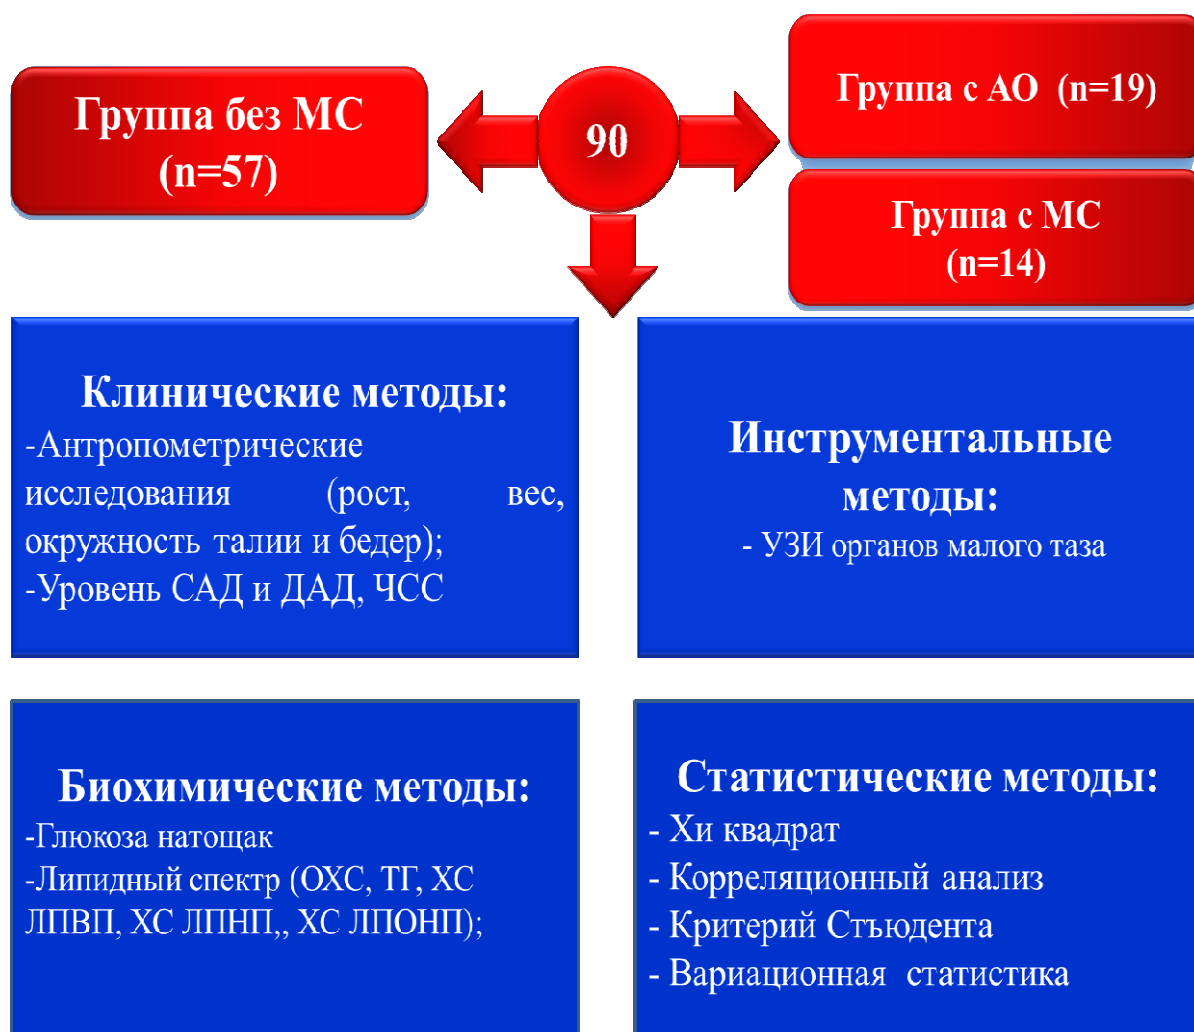 Группа без МС
(n=57)
90
Группа с АО (n=19)
Группа с МС
(n=14)
Клинические методы:
-Антропометрические
исследования (рост, вес,
окружность талии и бедер);
-Уровень САД и ДАД, ЧСС
Инструментальные
методы:
- УЗИ органов малого таза
Биохимические методы:
-Глюкоза натощак
-Липидный спектр (ОХС, ТГ, ХС
ЛПВП, ХС ЛПНП,, ХС ЛПОНП);
Статистические методы:
- Хи квадрат
- Корреляционный анализ
- Критерий Стъюдента
- Вариационная статистика